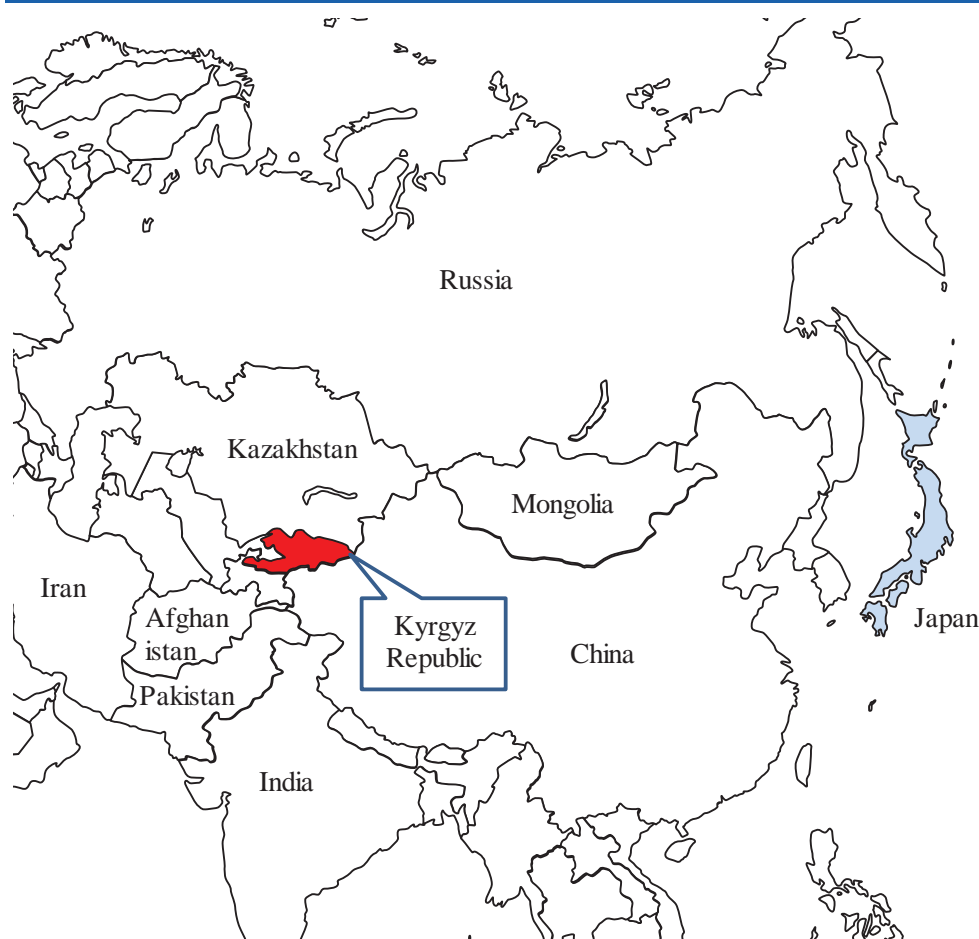 Russia
Kazakhstan
Mongolia
Iran
Afghan
istan
Kyrgyz
Republic
Japan
China
Pakistan
India